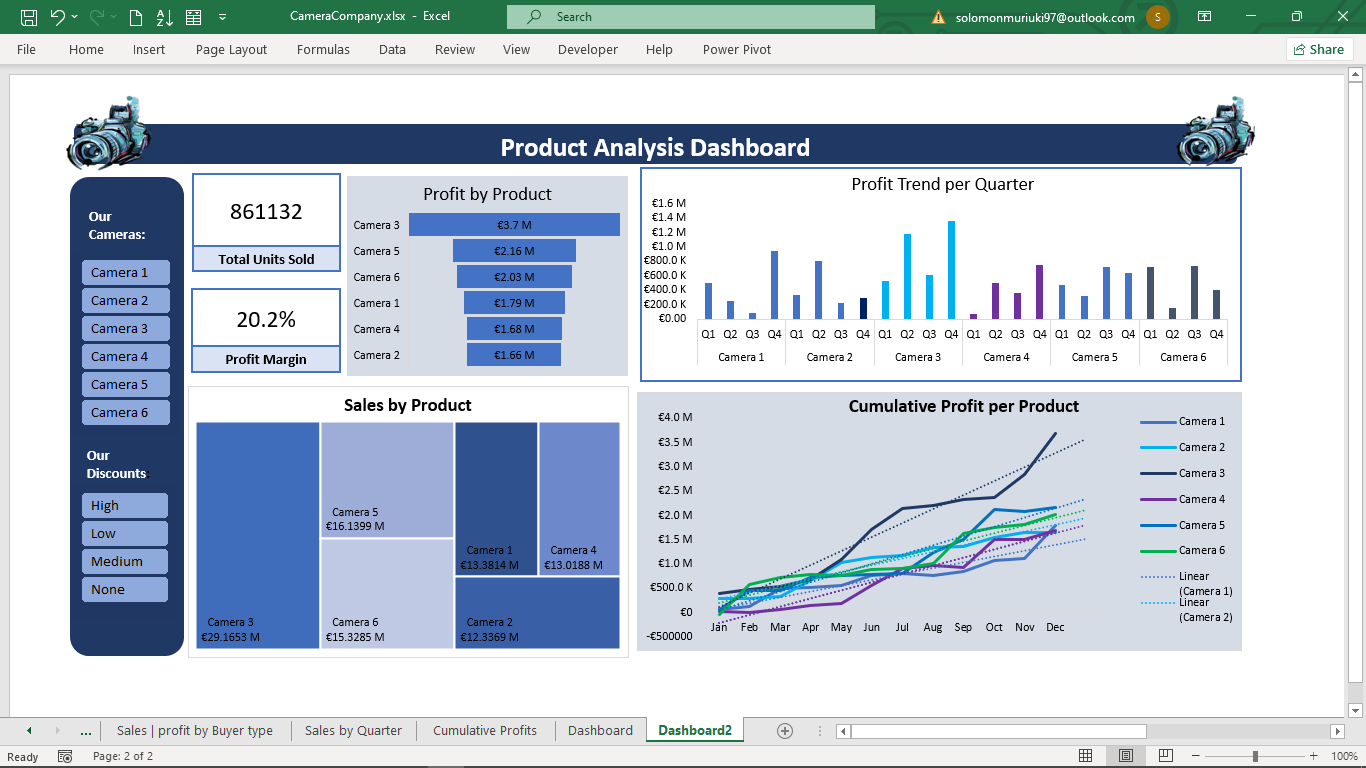 CameraCompany.xlsx - Excel
Search
solomonmuriuki97@outlook.com
S
File Home Insert Page Layout Formulas Data Review View Developer Help Power Pivot
Share
Product Analysis Dashboard
Our
Cameras:
Camera 1
Camera 2
Camera 3
Camera 4
Camera 5
Camera 6
Our
Discounts:
High
Low
Medium
None
861132
Total Units Sold
20.2%
Profit Margin
Profit by Product
Camera 3 €3.7 M
Camera 5 €2.16 M
Camera 6 €2.03 M
Camera 1 €1.79 M
Camera 4 €1.68 M
Camera 2 €1.66 M
Profit Trend per Quarter
€1.6 M
€1.4 M
€1.2 M
€1.0 M
€800.0 K
€600.0 K
€400.0 K
€200.0 K
€0.00
Q1 Q2 Q3 Q4 Q1 Q2 Q3 Q4 Q1 Q2 Q3 Q4 Q1 Q2 Q3 Q4 Q1 Q2 Q3 Q4 Q1 Q2 Q3 Q4
Camera 1 Camera 2 Camera 3 Camera 4 Camera 5 Camera 6
Sales by Product
Camera 3
€29.1653 M
Camera 5
€16.1399 M
Camera 6
€15.3285 M
Camera 1
€13.3814 M
Camera 4
€13.0188 M
Camera 2
€12.3369 M
Cumulative Profit per Product
€4.0 M
€3.5 M
€3.0 M
€2.5 M
€2.0 M
€1.5 M
€1.0 M
€500.0 K
€0
-€500000
Jan Feb Mar Apr May Jun Jul Aug Sep Oct Nov Dec
Camera 1
Camera 2
Camera 3
Camera 4
Camera 5
Camera 6
Linear
(Camera 1)
Linear
(Camera 2)
... Sales | profit by Buyer type Sales by Quarter Cumulative Profits Dashboard Dashboard2
Ready Page: 2 of 2 100%